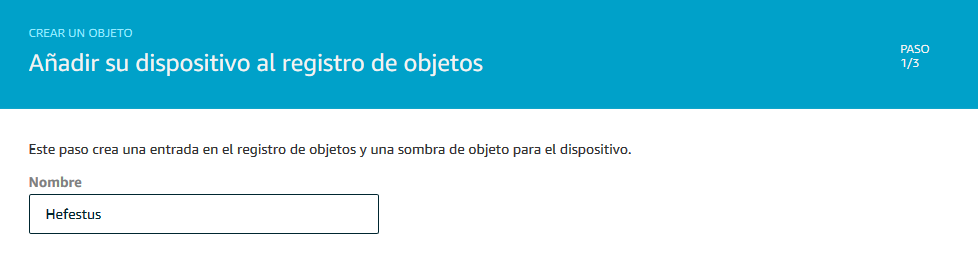 CREAR UN OBJETO
Añadir su dispositivo al registro de objetos
PASO
1/3
Este paso crea una entrada en el registro de objetos y una sombra de objeto para el dispositivo.
Nombre
Hefestus